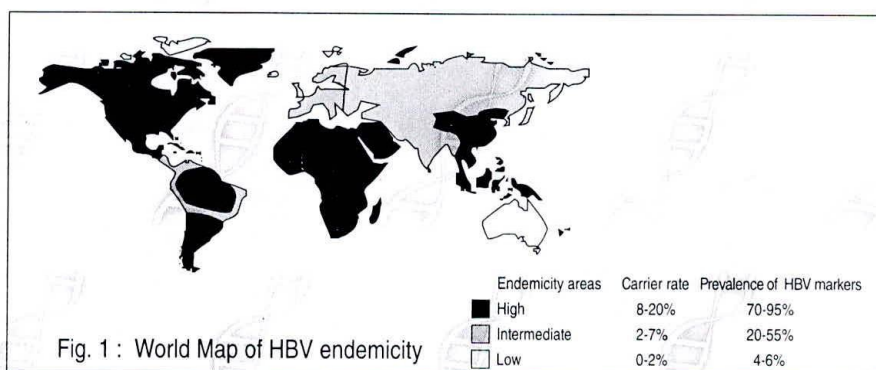 Endemicity areas Carrier rate Prevalence of HBV markers
High 8-20% 70-95%
Intermediate 2-7% 20-55%
Low 0-2% 4-6%
Fig. 1 : World Map of HBV endemicity